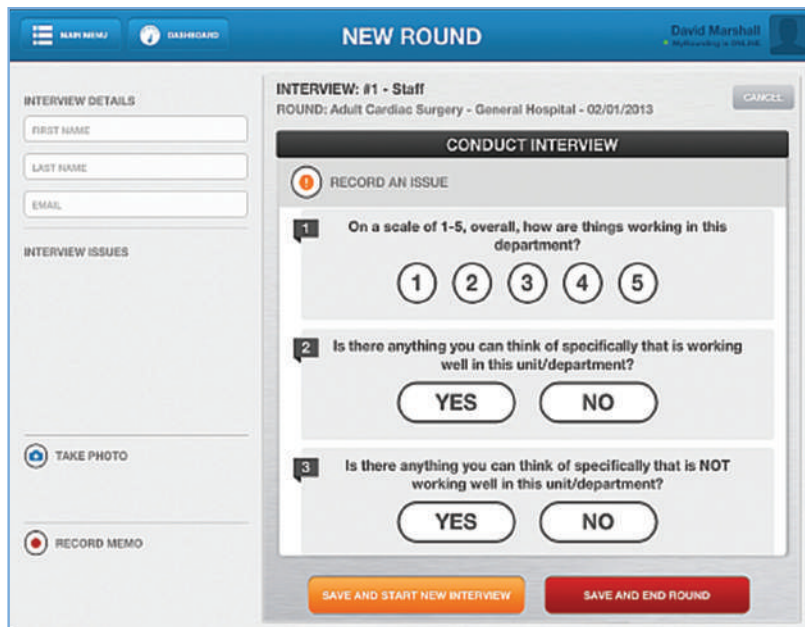 MAIN MENU
DASHBOARD
NEW ROUND
David Marshall
MyRounding is ONLINE
INTERVIEW DETAILS
FIRST NAME
LAST NAME
EMAIL
INTERVIEW ISSUES
TAKE PHOTO
RECORD MEMO
INTERVIEW: #1 - Staff
ROUND: Adult Cardiac Surgery - General Hospital - 02/01/2013
CANCEL
CONDUCT INTERVIEW
RECORD AN ISSUE
1
On a scale of 1-5, overall, how are things working in this
department?
1 2 3 4 5
2
Is there anything you can think of specifically that is working
well in this unit/department?
YES NO
3
Is there anything you can think of specifically that is NOT
working well in this unit/department?
YES NO
SAVE AND START NEW INTERVIEW
SAVE AND END ROUND